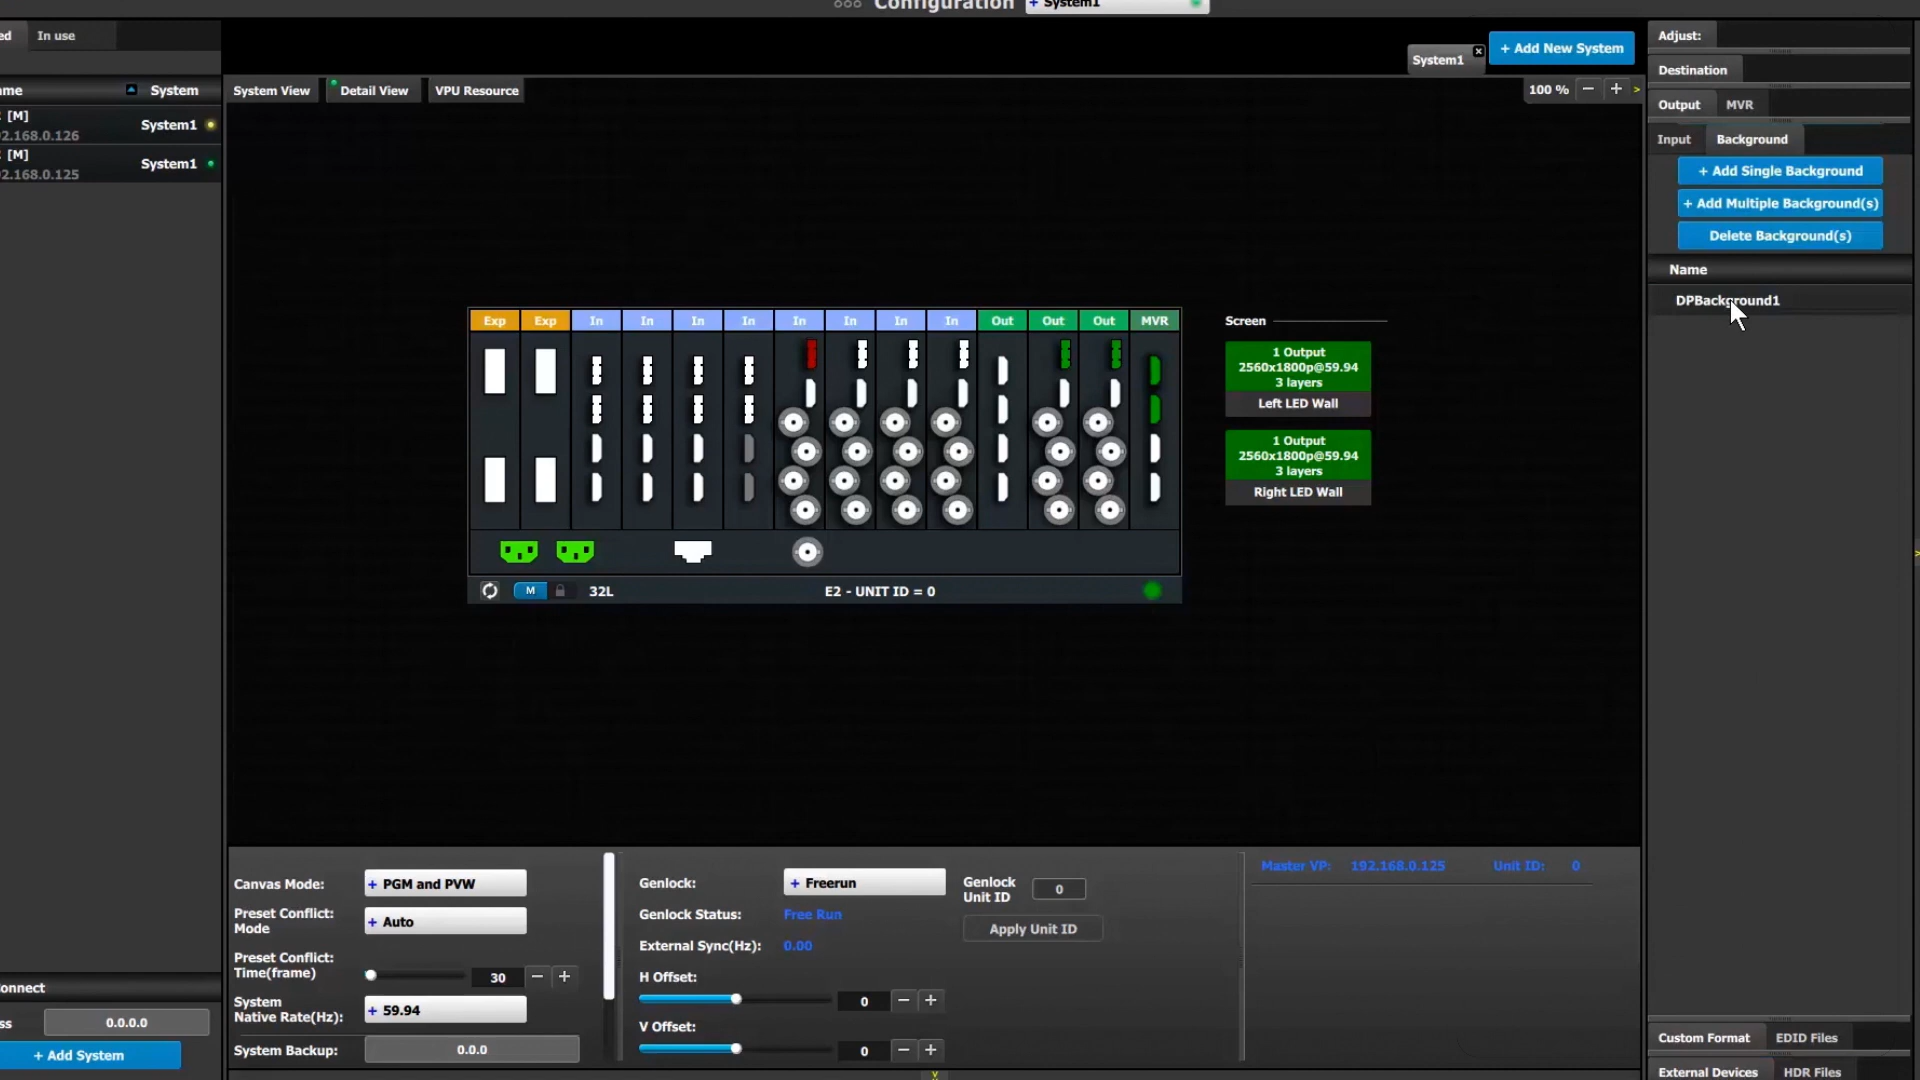 Configuration
+ System1
ed
In use
System1
+ Add New System
Adjust:
ame
System
System View
Detail View
VPU Resource
100 %
Destination
[M]
System1
92.168.0.126
[M]
System1
92.168.0.125
Output
MVR
Input
Background
+ Add Single Background
+ Add Multiple Background(s)
Delete Background(s)
Name
DPBackground1
Exp
Exp
In
In
In
In
In
In
In
In
Out
Out
Out
MVR
Screen
1 Output
2560x1800p@59.94
3 layers
Left LED Wall
1 Output
2560x1800p@59.94
3 layers
Right LED Wall
M
32L
E2 - UNIT ID = 0
Canvas Mode:
+ PGM and PVW
Preset Conflict:
Mode
+ Auto
Preset Conflict:
Time(frame)
30
System
Native Rate(Hz):
+ 59.94
System Backup:
0.0.0
Genlock:
+ Freerun
Genlock
Unit ID
0
Genlock Status:
Free Run
Apply Unit ID
External Sync(Hz):
0.00
H Offset:
0
V Offset:
0
Master VP:
192.168.0.125
Unit ID:
0
onnect
ss
0.0.0.0
+ Add System
Custom Format
EDID Files
External Devices
HDR Files